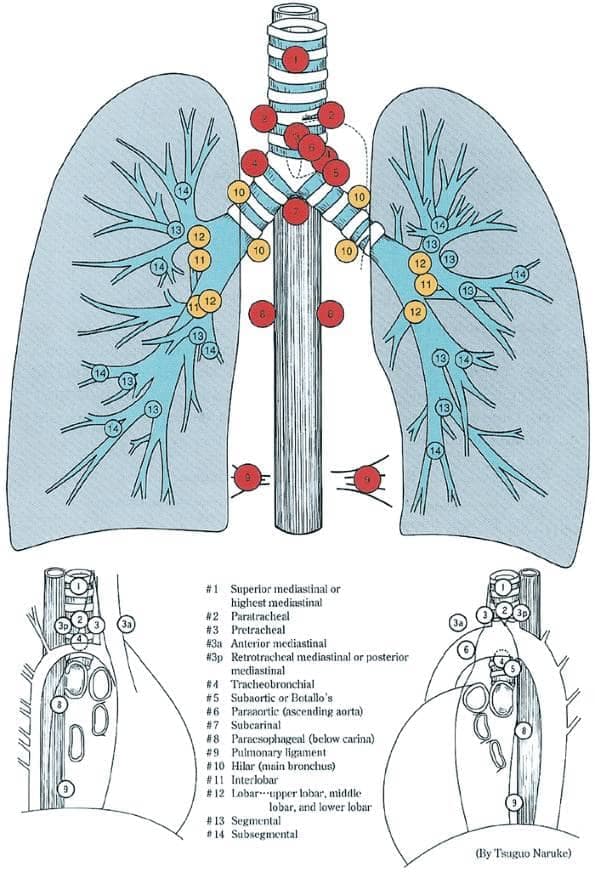 1
2
2
3
6
4
4
5
10
10
14
7
14
13
12
13
10
10
11
14
12
13
14
11
13
11
12
12
8
8
13
14
13
14
14
13
13
13
14
14
9
9
1
2
3p
3
3a
4
8
9
#1 Superior mediastinal or
highest mediastinal
#2 Paratracheal
#3 Pretracheal
#3a Anterior mediastinal
#3p Retrotracheal mediastinal or posterior
mediastinal
#4 Tracheobronchial
#5 Subaortic or Botallo's
#6 Paraaortic (ascending aorta)
#7 Subcarinal
#8 Paraesophageal (below carina)
#9 Pulmonary ligament
#10 Hilar (main bronchus)
#11 Interlobar
#12 Lobar···upper lobar, middle
lobar, and lower lobar
#13 Segmental
#14 Subsegmental
1
2
3p
3
3a
6
4
5
8
9
(By Tsuguo Naruke)